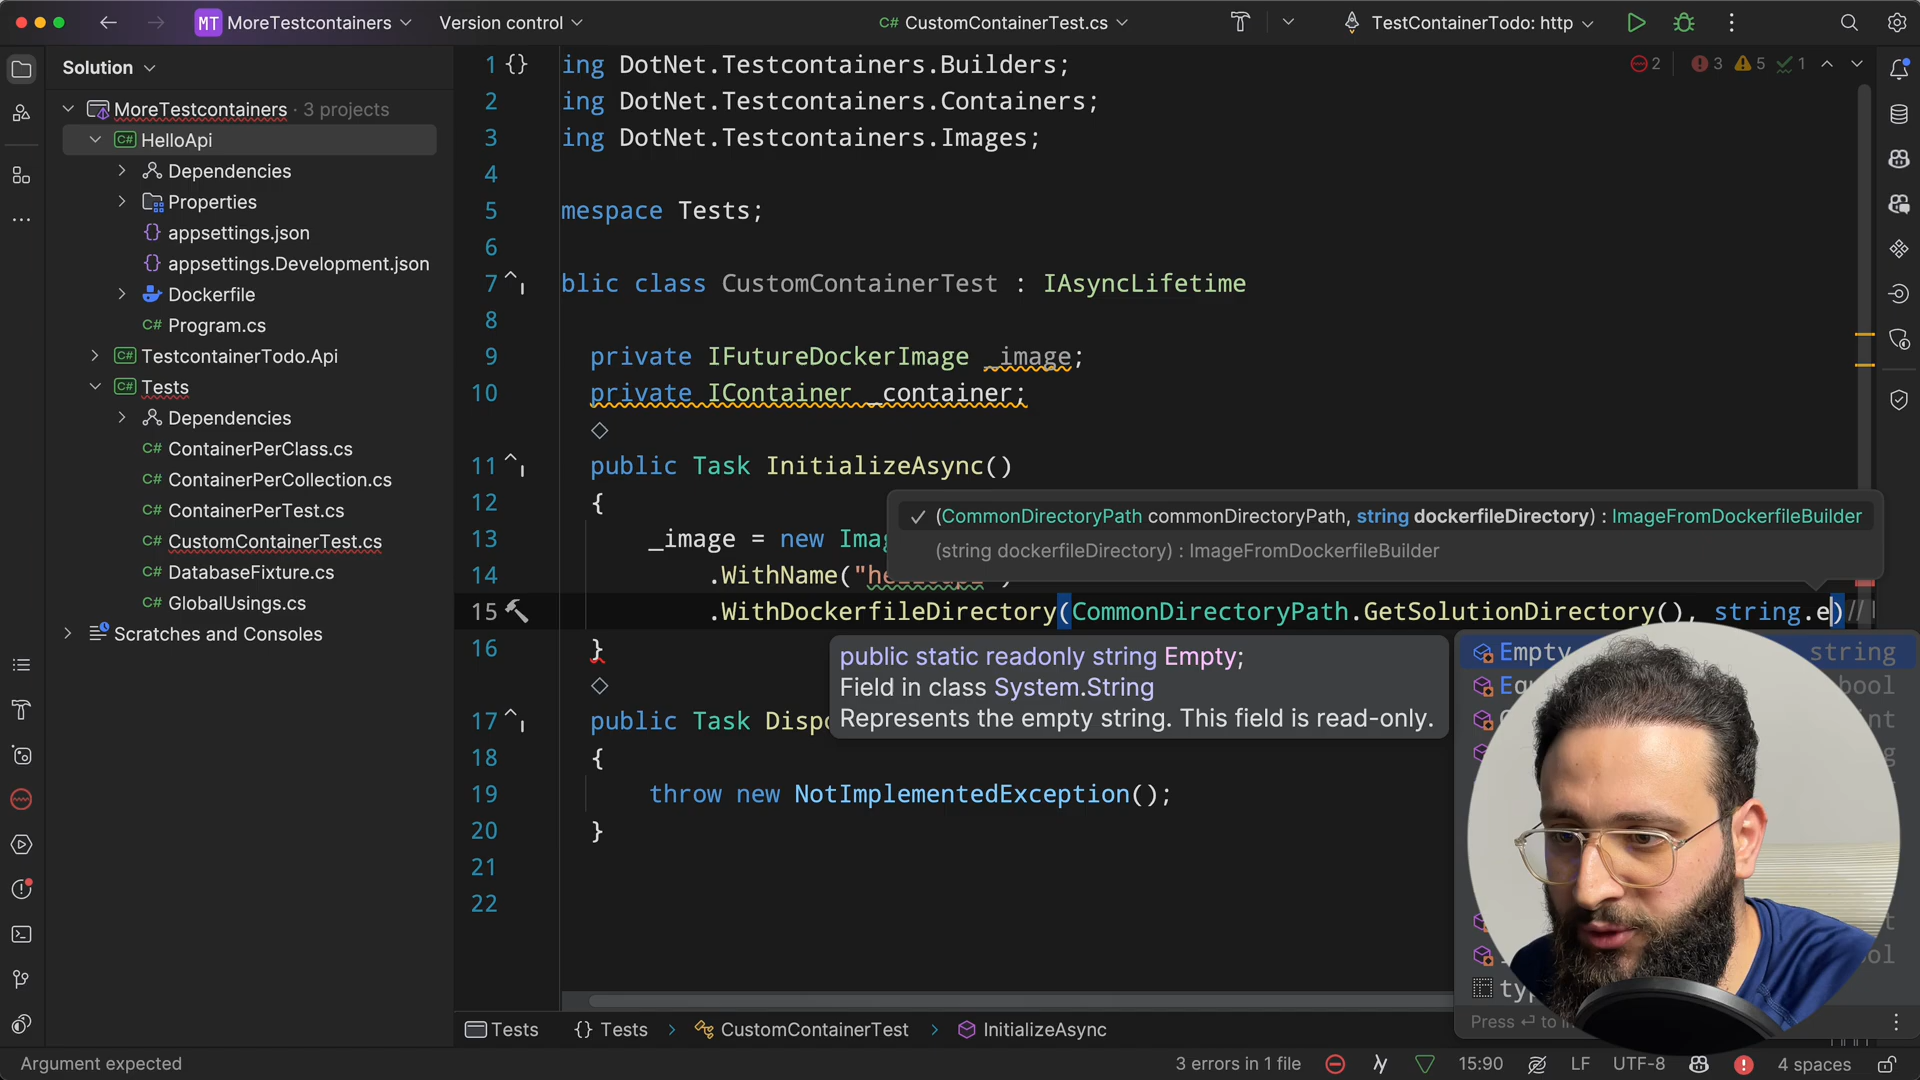 MT MoreTestcontainers
Version control
C# CustomContainerTest.cs
TestContainerTodo: http
Solution
MoreTestcontainers · 3 projects
C# HelloApi
Dependencies
Properties
{} appsettings.json
{} appsettings.Development.json
Dockerfile
C# Program.cs
C# TestcontainerTodo.Api
C# Tests
Dependencies
C# ContainerPerClass.cs
C# ContainerPerCollection.cs
C# ContainerPerTest.cs
C# CustomContainerTest.cs
C# DatabaseFixture.cs
C# GlobalUsings.cs
Scratches and Consoles
2 3 5 1
1 {} ing DotNet.Testcontainers.Builders;
2 ing DotNet.Testcontainers.Containers;
3 ing DotNet.Testcontainers.Images;
4
5 mespace Tests;
6
7 blic class CustomContainerTest : IAsyncLifetime
8
9 private IFutureDockerImage _image;
10 private IContainer _container;
11 public Task InitializeAsync()
12 {
(CommonDirectoryPath commonDirectoryPath, string dockerfileDirectory) : ImageFromDockerfileBuilder
13 _image = new
(string dockerfileDirectory) : ImageFromDockerfileBuilder
14 .WithName(
15 .WithDockerfileDirectory(CommonDirectoryPath.GetSolutionDirectory(), string.e)//
16 }
public static readonly string Empty;
Field in class System.String
Represents the empty string. This field is read-only.
Empty string
17 public Task
18 {
19 throw new NotImplementedException();
20 }
21
22
Press ⏎ to
Tests
{} Tests
CustomContainerTest
InitializeAsync
Argument expected
3 errors in 1 file
15:90
LF
UTF-8
4 spaces